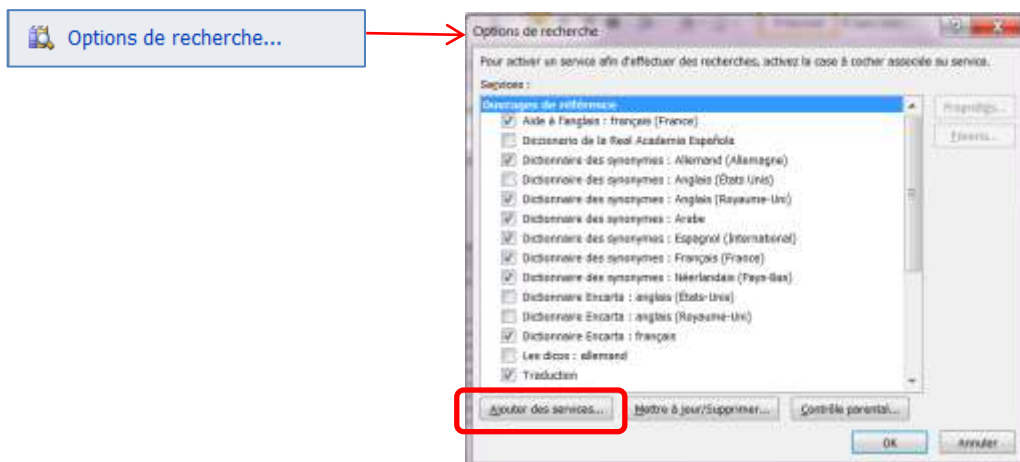 Options de recherche...
Options de recherche
Pour activer un service afin d'effectuer des recherches, activez la case à cocher associée au service.
Services :
Ouvrages de référence
Aide à l'anglais : français (France)
Diccionario de la Real Academia Española
Dictionnaire des synonymes : Allemand (Allemagne)
Dictionnaire des synonymes : Anglais (États Unis)
Dictionnaire des synonymes : Anglais (Royaume-Uni)
Dictionnaire des synonymes : Arabe
Dictionnaire des synonymes : Espagnol (International)
Dictionnaire des synonymes : Français (France)
Dictionnaire des synonymes : Néerlandais (Pays-Bas)
Dictionnaire Encarta : anglais (États-Unis)
Dictionnaire Encarta : anglais (Royaume-Uni)
Dictionnaire Encarta : français
Les dicos : allemand
Traduction
Propriétés...
Favoris...
Ajouter des services...
Mettre à jour/Supprimer...
Contrôle parental...
OK
Annuler